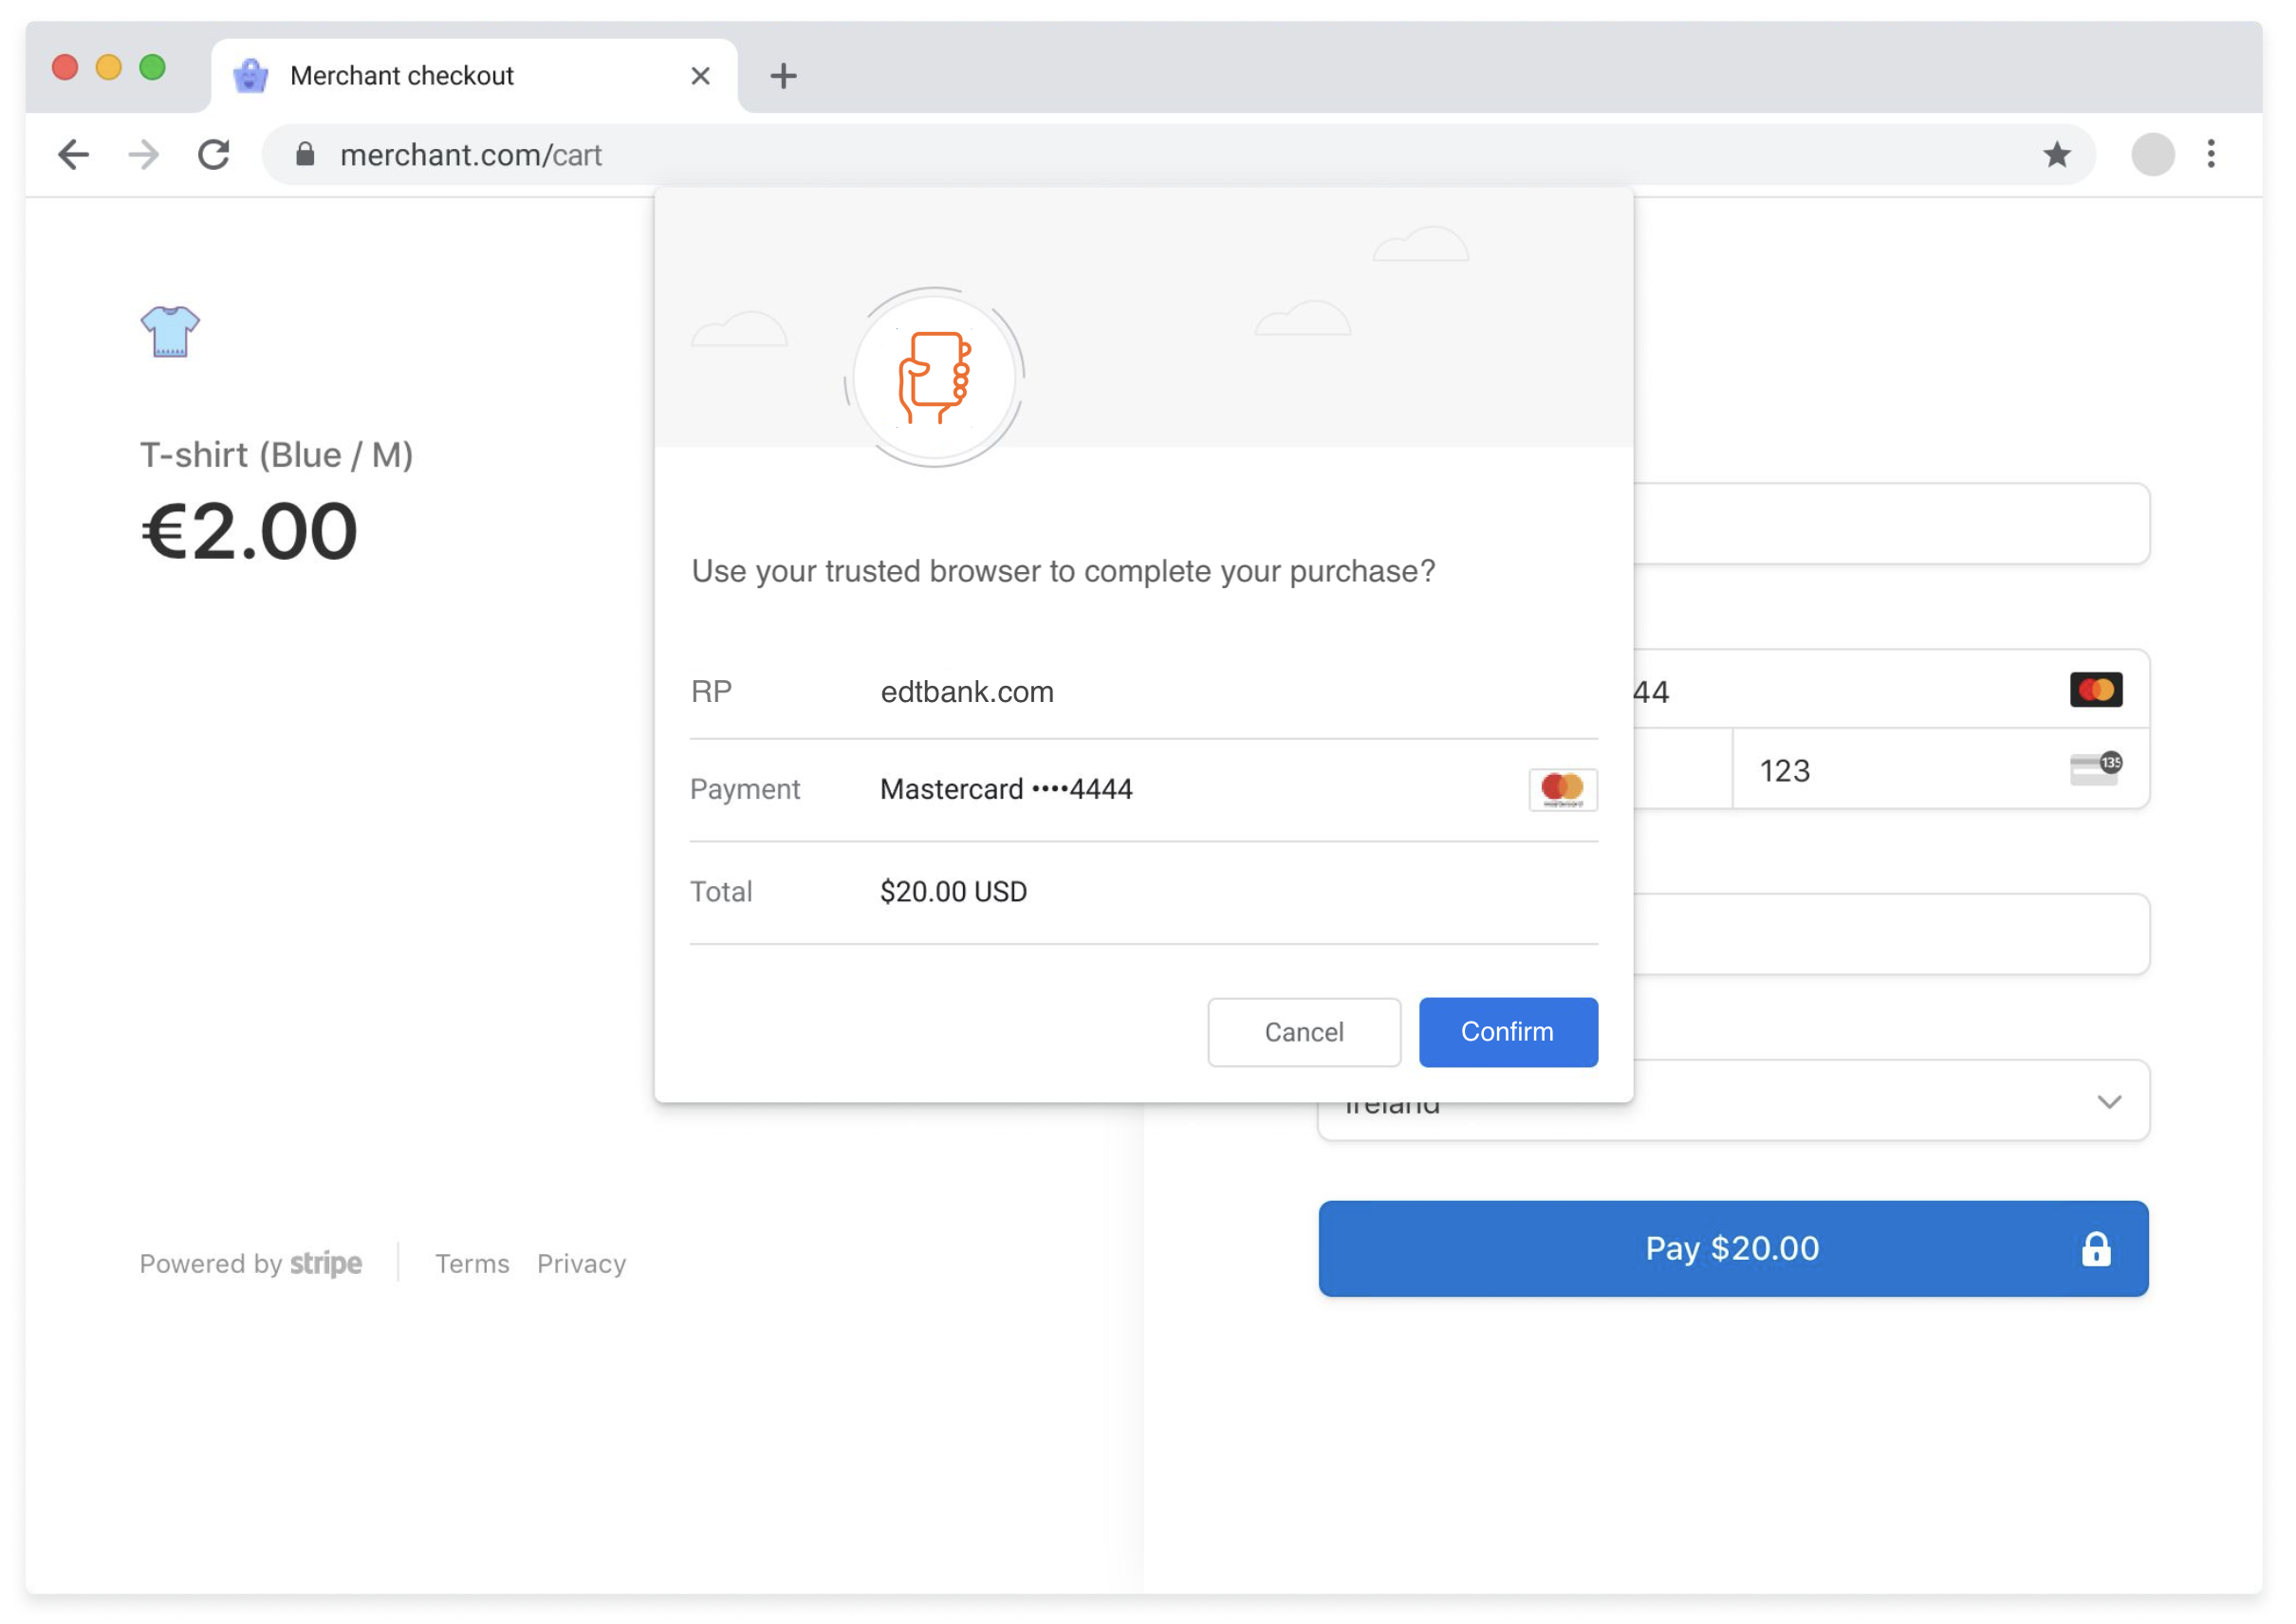 Merchant checkout
merchant.com/cart
T-shirt (Blue / M)
€2.00
Use your trusted browser to complete your purchase?
RP edtbank.com
Payment Mastercard ••••4444
Total $20.00 USD
Cancel Confirm
44
123
135
Ireland
Pay $20.00
Powered by stripe Terms Privacy